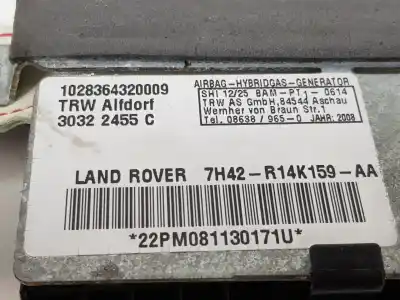 1028364320009
TRW Alfdorf
3032 2455 C
AIRBAG-HYBRIDGAS-GENERATOR
SHI 12/25 BAM-PT1-0614
TRW AS GmbH,84544 Aschau
Wernher von Braun Str.1
Tel. 08638/965-0 JAHR:2008
LAND ROVER 7H42-R14K159-AA
*22PM081130171U*